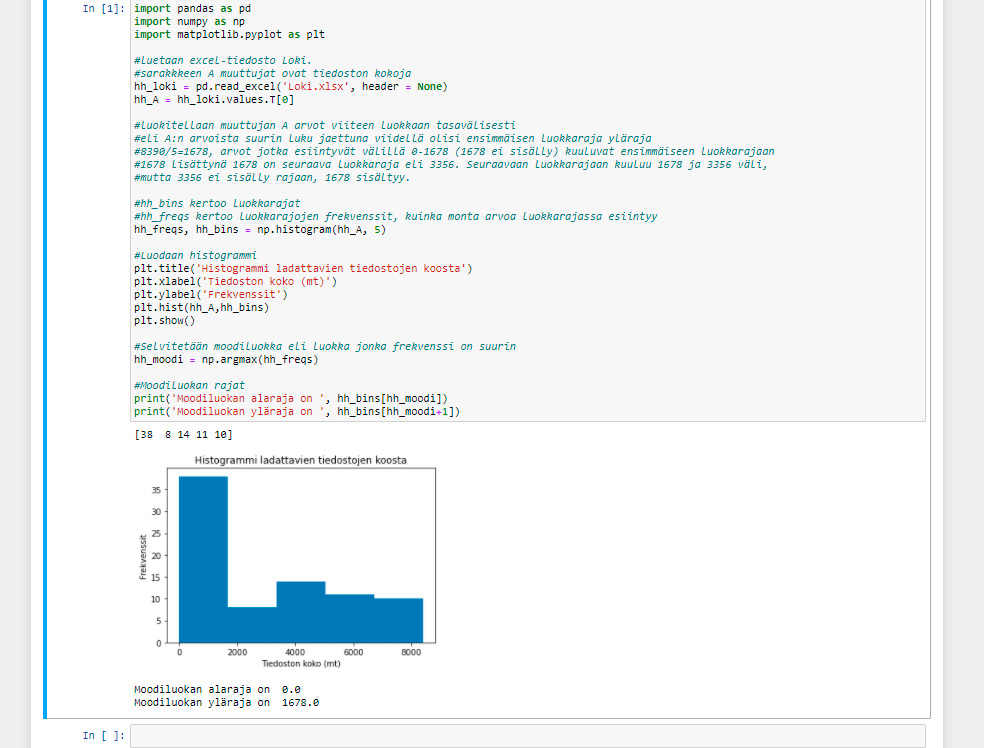 In [1]:
import pandas as pd
import numpy as np
import matplotlib.pyplot as plt
#Luetaan excel-tiedosto Loki.
#sarakkkeen A muuttujat ovat tiedoston kokoja
hh_loki = pd.read_excel('Loki.xlsx', header = None)
hh_A = hh_loki.values.T[0]
#Luokitellaan muuttujan A arvot viiteen luokkaan tasavälisesti
#eli A:n arvoista suurin luku jaettuna viidellä olisi ensimmäisen luokkaraja yläraja
#8390/5=1678, arvot jotka esiintyvät välillä 0-1678 (1678 ei sisälly) kuuluvat ensimmäiseen luokkarajaan
#1678 lisättynä 1678 on seuraava luokkaraja eli 3356. Seuraavaan luokkarajaan kuuluu 1678 ja 3356 väli,
#mutta 3356 ei sisälly rajaan, 1678 sisältyy.
#hh_bins kertoo luokkarajat
#hh_freqs kertoo luokkarajojen frekvenssit, kuinka monta arvoa luokkarajassa esiintyy
hh_freqs, hh_bins = np.histogram(hh_A, 5)
#Luodaan histogrammi
plt.title('Histogrammi ladattavien tiedostojen koosta')
plt.xlabel('Tiedoston koko (mt)')
plt.ylabel('Frekvenssit')
plt.hist(hh_A,hh_bins)
plt.show()
#Selvitetään moodiluokka eli luokka jonka frekvenssi on suurin
hh_moodi = np.argmax(hh_freqs)
#Moodiluokan rajat
print('Moodiluokan alaraja on ', hh_bins[hh_moodi])
print('Moodiluokan yläraja on ', hh_bins[hh_moodi+1])
[38  8 14 11 10]
Histogrammi ladattavien tiedostojen koosta
35
30
25
20
15
10
5
0
Frekvenssit
0 2000 4000 6000 8000
Tiedoston koko (mt)
Moodiluokan alaraja on  0.0
Moodiluokan yläraja on  1678.0
In [ ]: